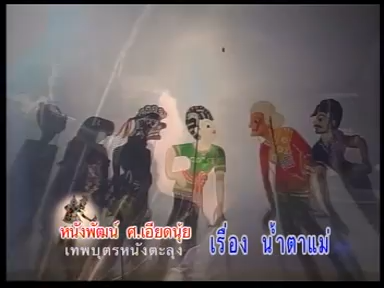 หนังพัฒน์ ศ.เอียดนุ้ย
เทพบุตรหนังตะลุง
เรื่อง น้ำตาแม่